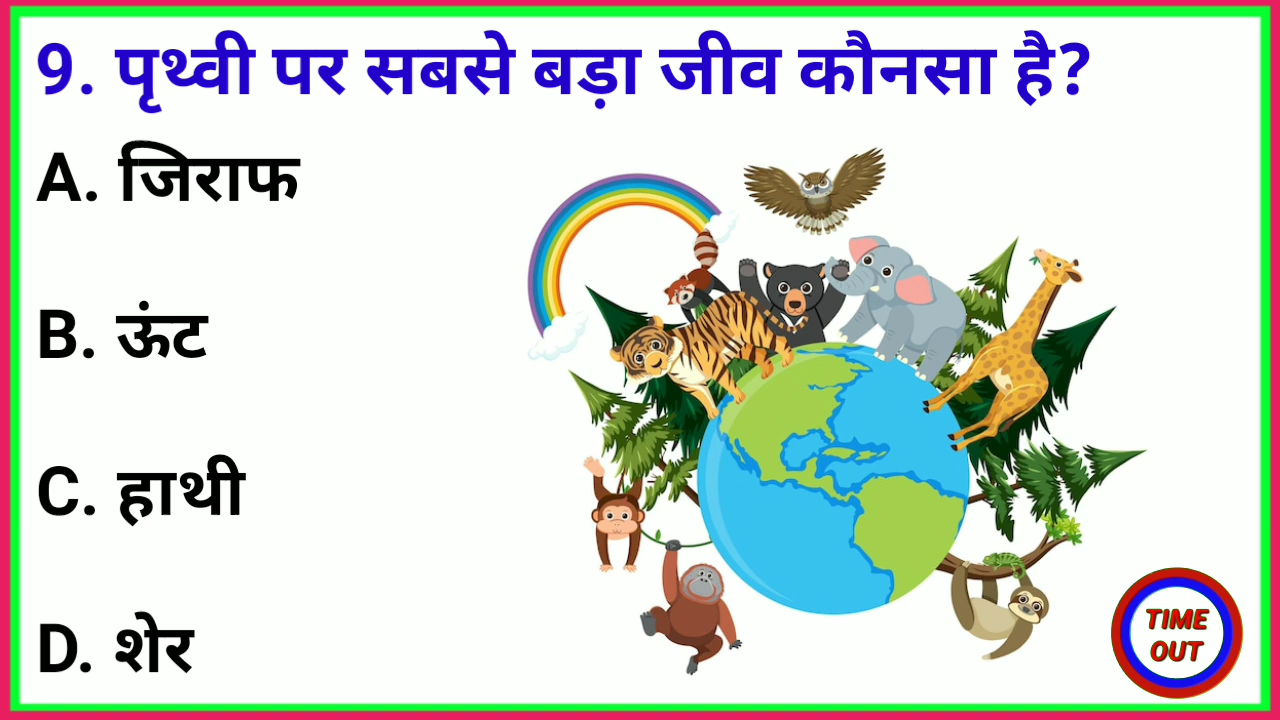 9. पृथ्वी पर सबसे बड़ा जीव कौनसा है?
A. जिराफ
B. ऊंट
C. हाथी
D. शेर
TIME
OUT